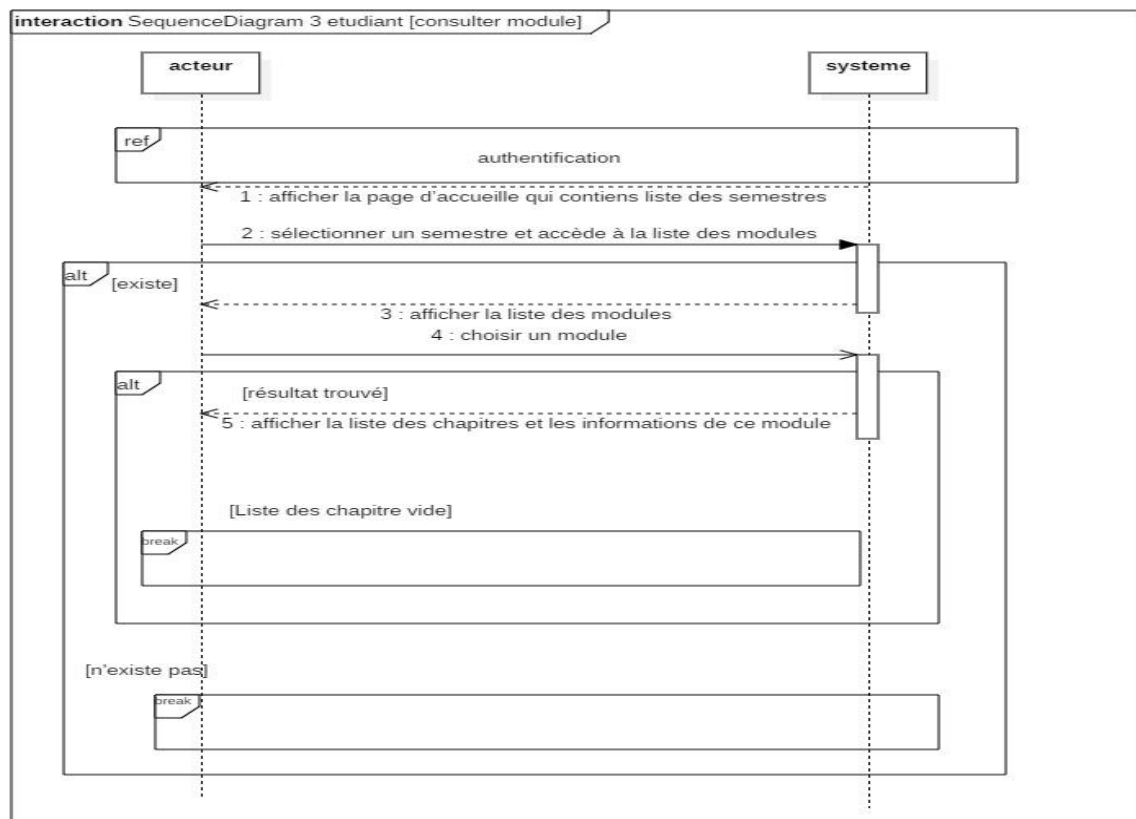 interaction SequenceDiagram 3 etudiant [consulter module]
acteur
systeme
ref
authentification
1 : afficher la page d'accueille qui contiens liste des semestres
2 : sélectionner un semestre et accède à la liste des modules
alt
[existe]
3 : afficher la liste des modules
4 : choisir un module
alt
[résultat trouvé]
5 : afficher la liste des chapitres et les informations de ce module
[Liste des chapitre vide]
break
[n'existe pas]
break